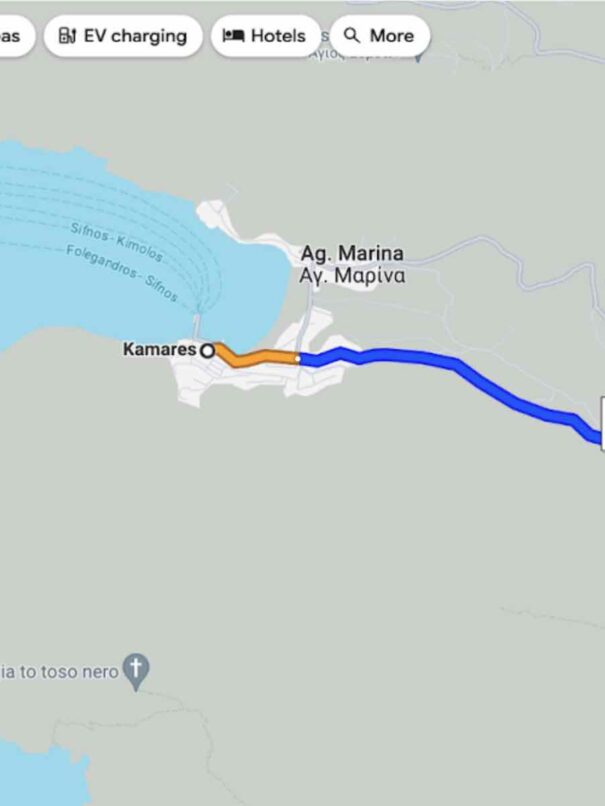 as
EV charging
Hotels
More
Sifnos - Kimolos
Folegandros - Sifnos
Ag. Marina
Αγ. Μαρίνα
Kamares
ia to toso nero